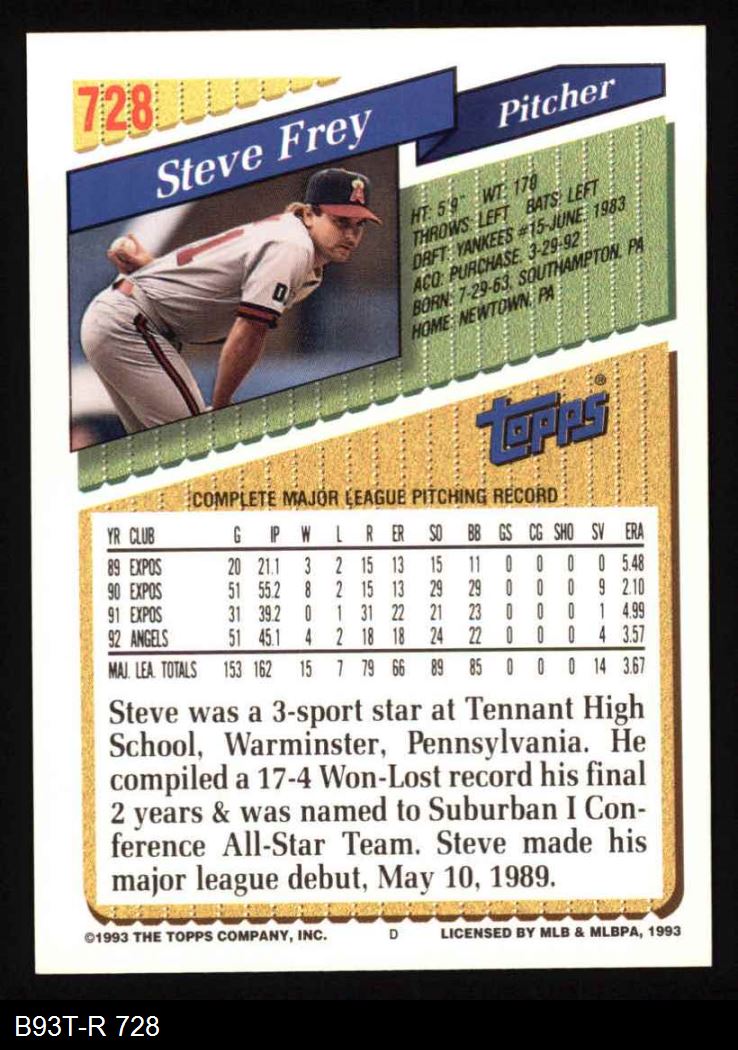 728
Steve Frey
Pitcher
HT: 5'9" WT: 170
THROWS: LEFT BATS: LEFT
DRFT: YANKEES #15-JUNE, 1983
ACQ: PURCHASE, 3-29-92
BORN: 7-29-63, SOUTHAMPTON, PA
HOME: NEWTOWN, PA
topps®
COMPLETE MAJOR LEAGUE PITCHING RECORD
YR CLUB G IP W L R ER SO BB GS CG SHO SV ERA
89 EXPOS 20 21.1 3 2 15 13 15 11 0 0 0 0 5.48
90 EXPOS 51 55.2 8 2 15 13 29 29 0 0 0 9 2.10
91 EXPOS 31 39.2 0 1 31 22 21 23 0 0 0 1 4.99
92 ANGELS 51 45.1 4 2 18 18 24 22 0 0 0 4 3.57
MAJ. LEA. TOTALS 153 162 15 7 79 66 89 85 0 0 0 14 3.67
Steve was a 3-sport star at Tennant High
School, Warminster, Pennsylvania. He
compiled a 17-4 Won-Lost record his final
2 years & was named to Suburban I Con-
ference All-Star Team. Steve made his
major league debut, May 10, 1989.
©1993 THE TOPPS COMPANY, INC. D LICENSED BY MLB & MLBPA, 1993
B93T-R 728